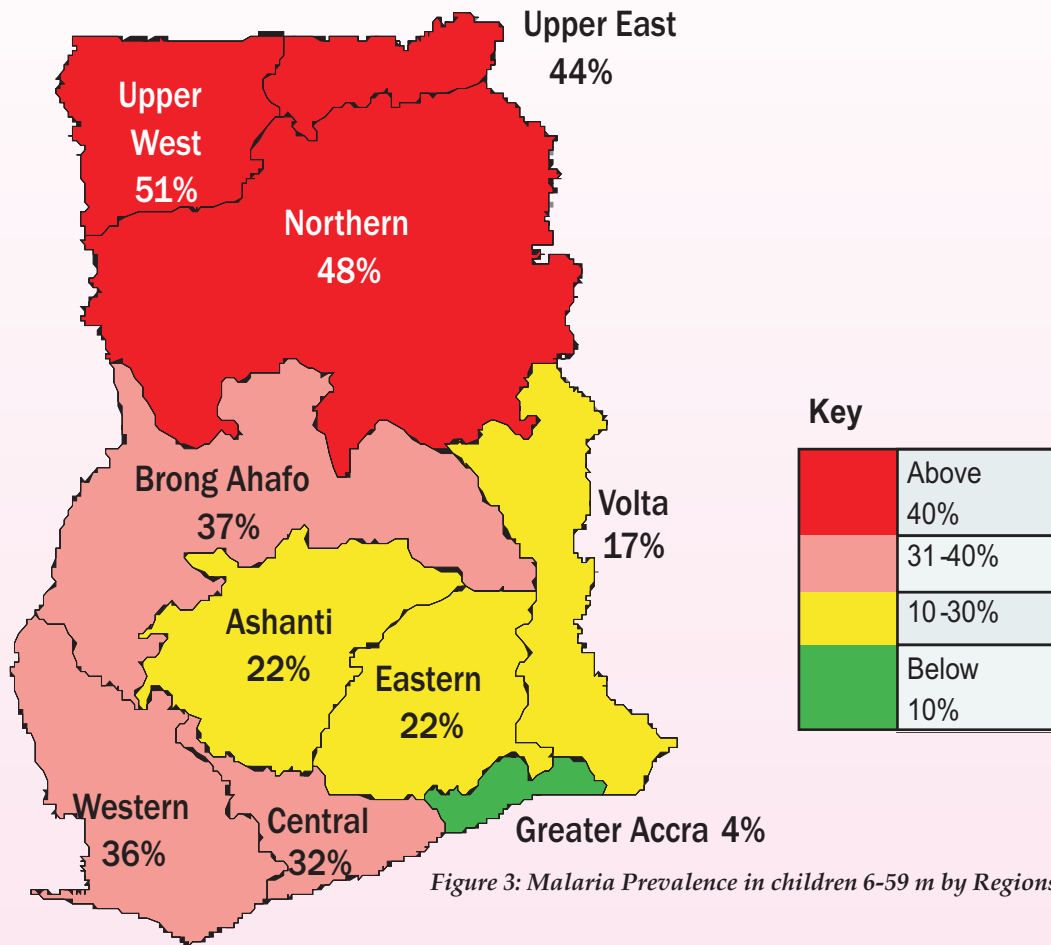 Upper East
44%
Upper
West
51%
Northern
48%
Brong Ahafo
37%
Volta
17%
Ashanti
22%
Eastern
22%
Western
36%
Central
32%
Greater Accra 4%
Key
Above
40%
31-40%
10-30%
Below
10%
Figure 3: Malaria Prevalence in children 6-59 m by Regions